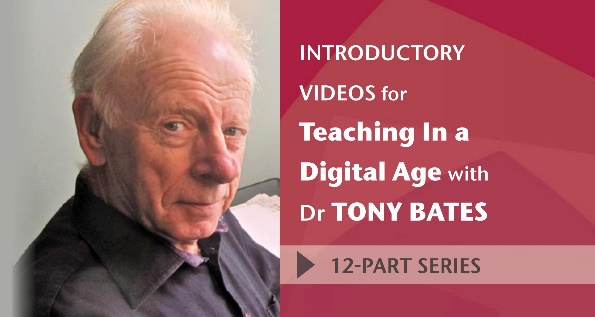 INTRODUCTORY
VIDEOS for
Teaching In a
Digital Age with
Dr TONY BATES
12-PART SERIES